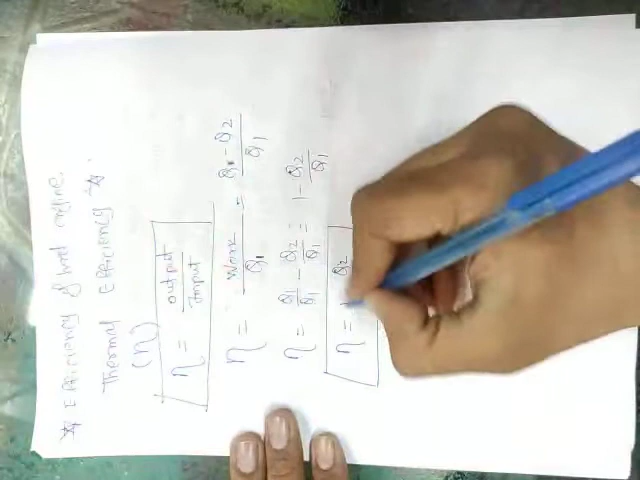 * Efficiency of heat engine.
Thermal Efficiency *.
(η)
η = output / Input
η = Work / Q1 = Q1 - Q2 / Q1
η = Q1 / Q1 - Q2 / Q1 = 1 - Q2 / Q1
η = Q2